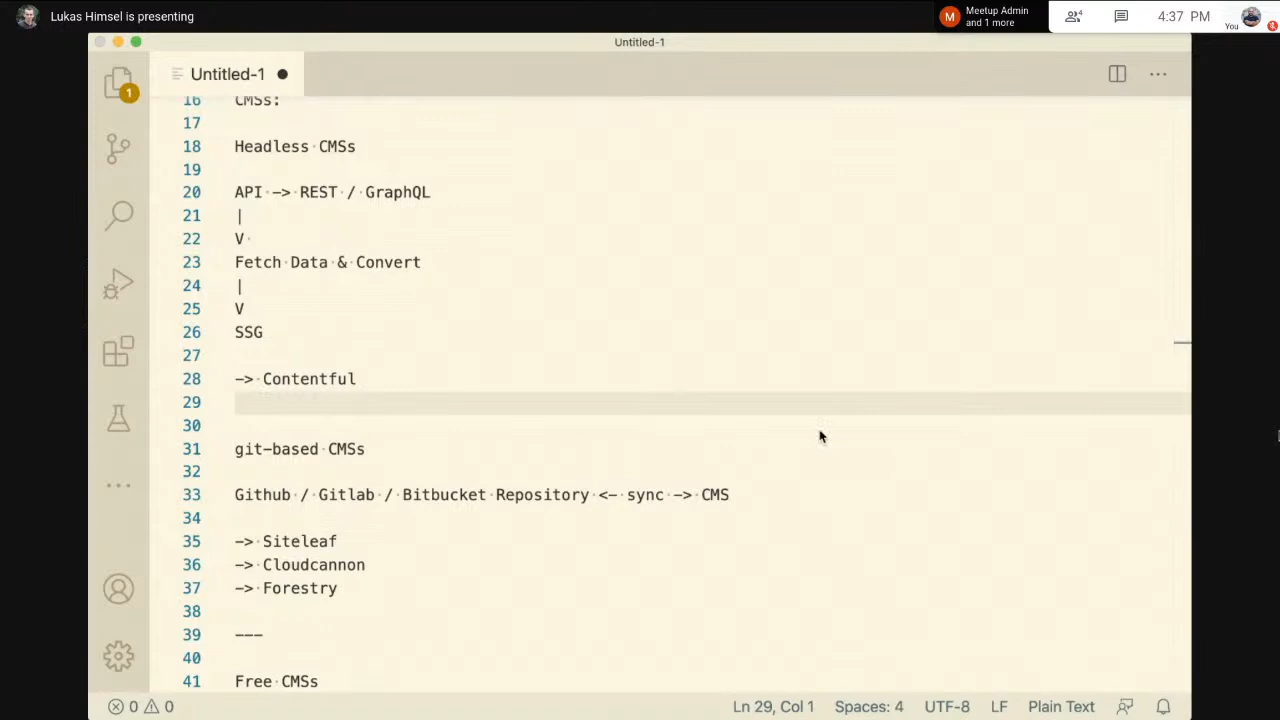 Lukas Himsel is presenting
M
Meetup Admin
and 1 more
4
4:37 PM
You
Untitled-1
Untitled-1
1
16 CMSs:
17
18 Headless CMSs
19
20 API -> REST / GraphQL
21 |
22 V
23 Fetch Data & Convert
24 |
25 V
26 SSG
27
28 -> Contentful
29
30
31 git-based CMSs
32
33 Github / Gitlab / Bitbucket Repository <- sync -> CMS
34
35 -> Siteleaf
36 -> Cloudcannon
37 -> Forestry
38
39 ---
40
41 Free CMSs
0 0
Ln 29, Col 1 Spaces: 4 UTF-8 LF Plain Text